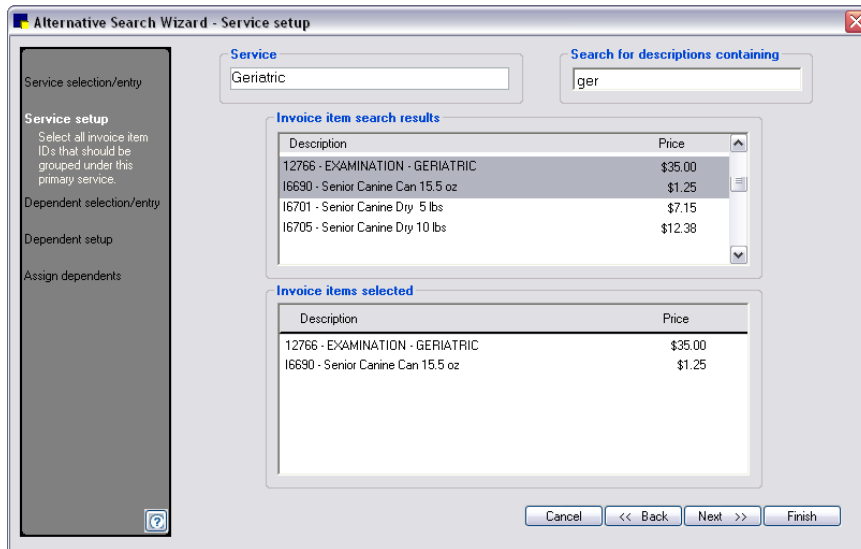 Alternative Search Wizard - Service setup
Service selection/entry
Service setup
Select all invoice item
IDs that should be
grouped under this
primary service.
Dependent selection/entry
Dependent setup
Assign dependents
Service
Geriatric
Search for descriptions containing
ger
Invoice item search results
Description Price
12766 - EXAMINATION - GERIATRIC $35.00
I6690 - Senior Canine Can 15.5 oz $1.25
I6701 - Senior Canine Dry 5 lbs $7.15
I6705 - Senior Canine Dry 10 lbs $12.38
Invoice items selected
Description Price
12766 - EXAMINATION - GERIATRIC $35.00
I6690 - Senior Canine Can 15.5 oz $1.25
Cancel << Back Next >> Finish